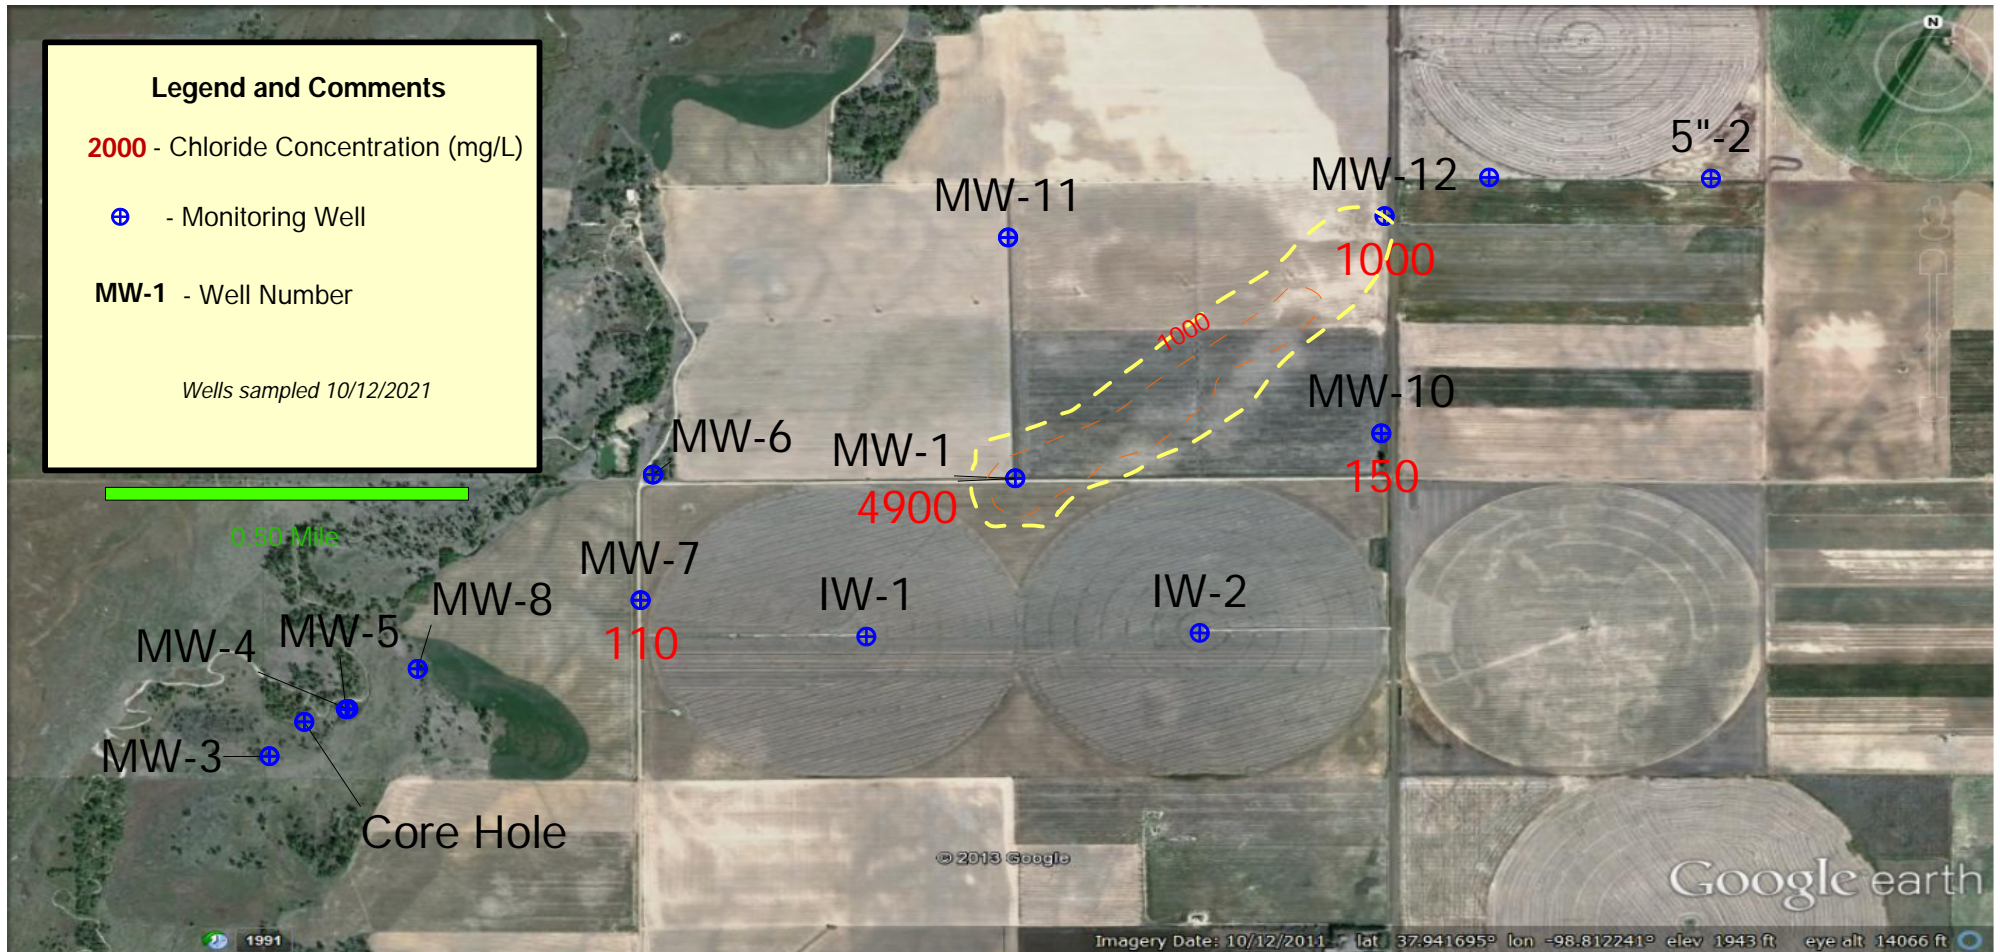 Legend and Comments
2000 - Chloride Concentration (mg/L)
- Monitoring Well
MW-1 - Well Number
Wells sampled 10/12/2021
0.50 Mile
N
5"-2
MW-12
1000
MW-11
1000
MW-10
150
MW-6
MW-1
4900
MW-7
110
IW-1
IW-2
MW-8
MW-5
MW-4
MW-3
Core Hole
© 2013 Google
Google earth
1991
Imagery Date: 10/12/2011 lat 37.941695° lon -98.812241° elev 1943 ft eye alt 14066 ft